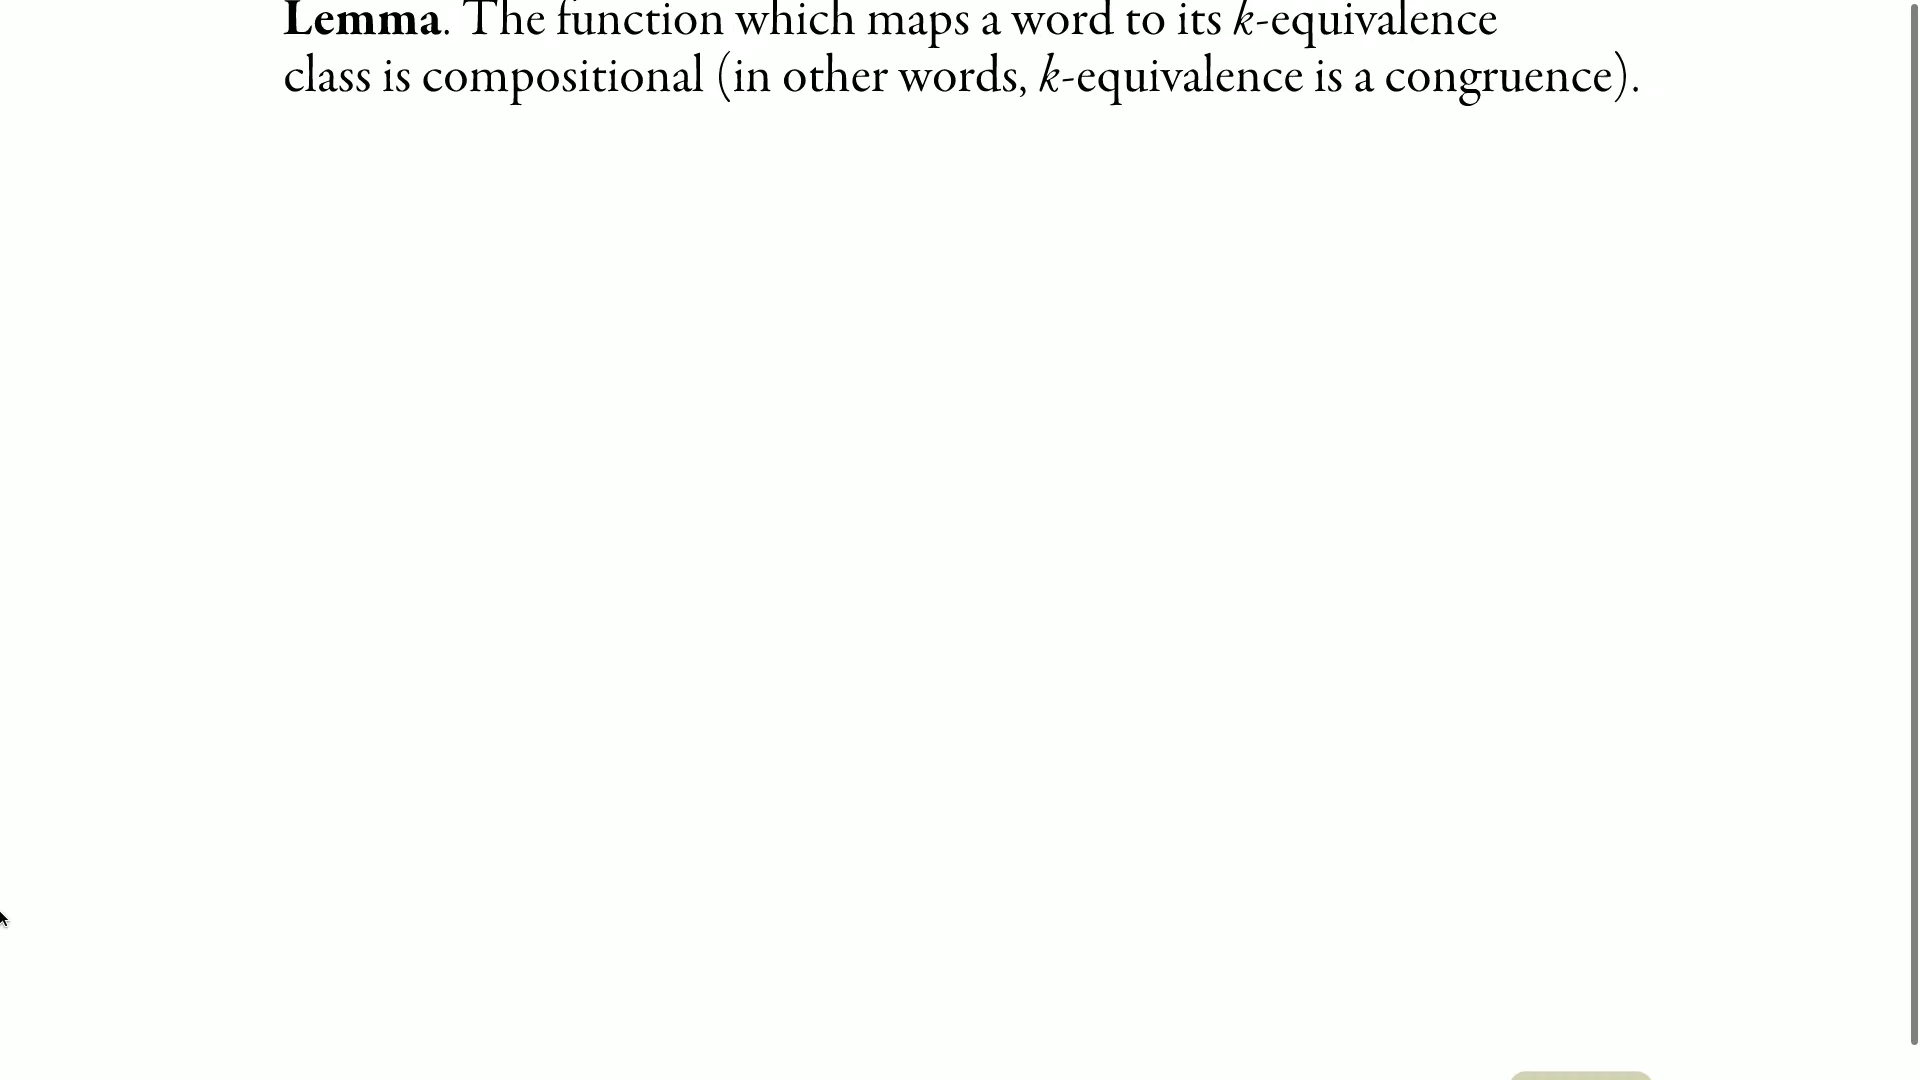 Lemma. The function which maps a word to its k-equivalence
class is compositional (in other words, k-equivalence is a congruence).